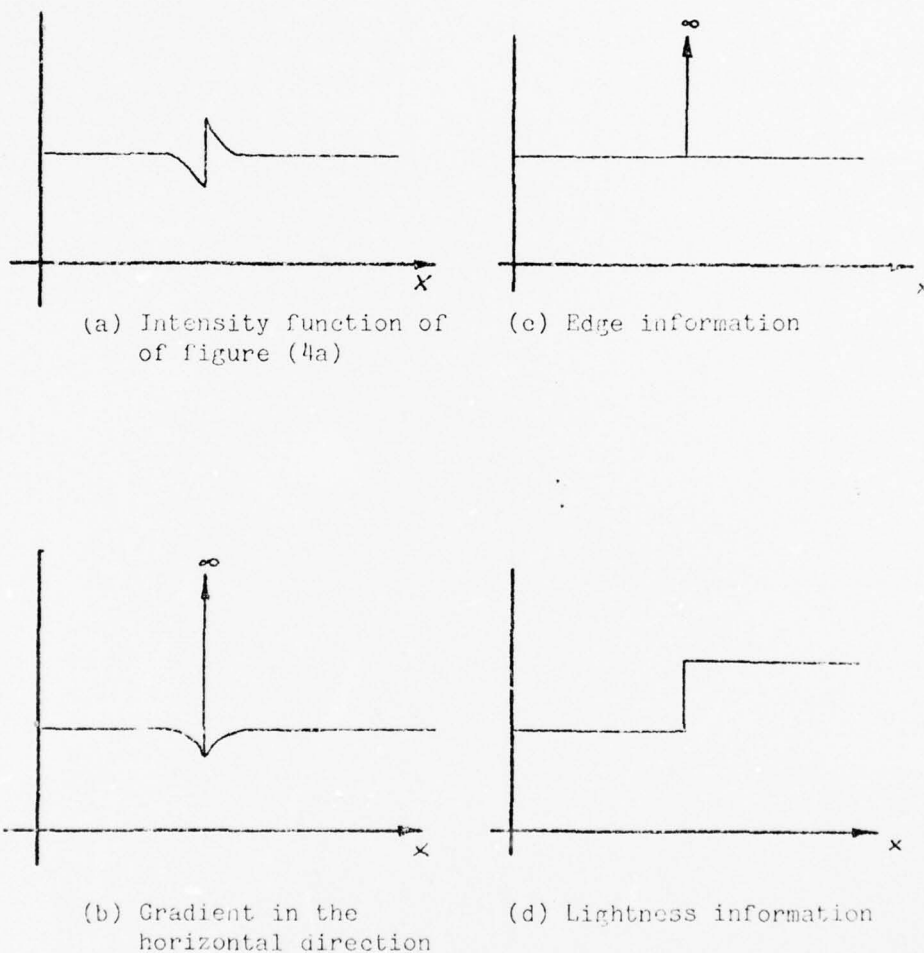 ∞
∞
X
x
(a) Intensity function of
of figure (4a)
(c) Edge information
∞
x
x
(b) Gradient in the
horizontal direction
(d) Lightness information